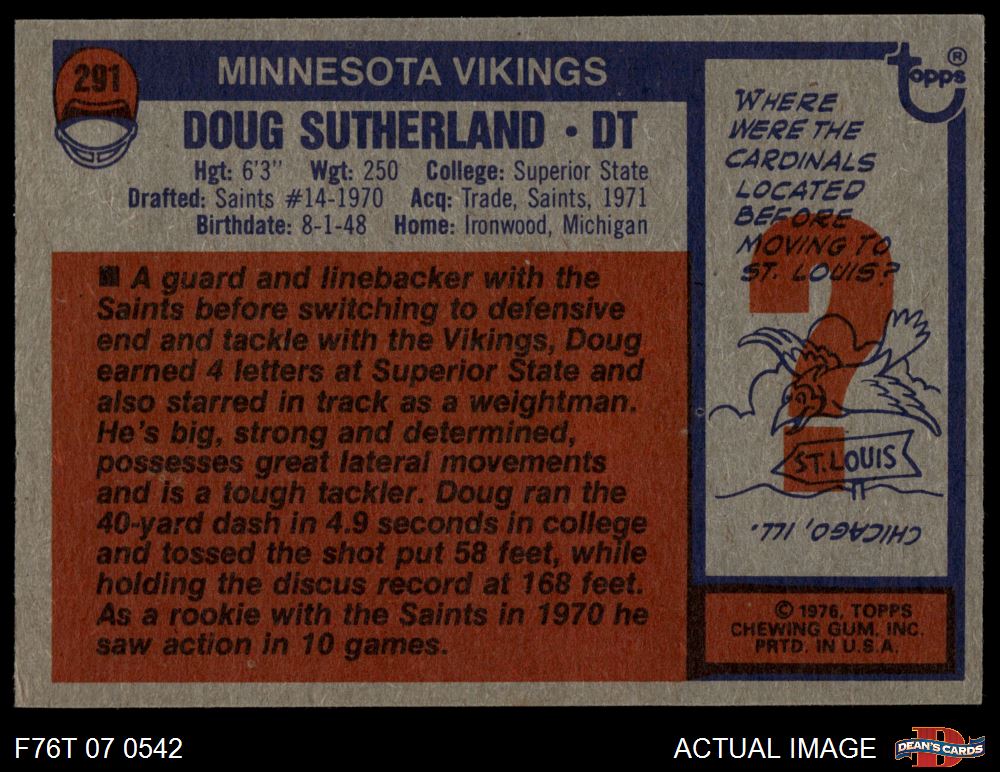 291
MINNESOTA VIKINGS
DOUG SUTHERLAND • DT
Hgt: 6'3" Wgt: 250 College: Superior State
Drafted: Saints #14-1970 Acq: Trade, Saints, 1971
Birthdate: 8-1-48 Home: Ironwood, Michigan
A guard and linebacker with the
Saints before switching to defensive
end and tackle with the Vikings, Doug
earned 4 letters at Superior State and
also starred in track as a weightman.
He's big, strong and determined,
possesses great lateral movements
and is a tough tackler. Doug ran the
40-yard dash in 4.9 seconds in college
and tossed the shot put 58 feet, while
holding the discus record at 168 feet.
As a rookie with the Saints in 1970 he
saw action in 10 games.
topps ®
WHERE
WERE THE
CARDINALS
LOCATED
BEFORE
MOVING TO
ST. LOUIS?
?
ST. LOUIS
CHICAGO, ILL.
© 1976, TOPPS
CHEWING GUM, INC.
PRTD. IN U.S.A.
F76T 07 0542
ACTUAL IMAGE
D
DEAN'S CARDS